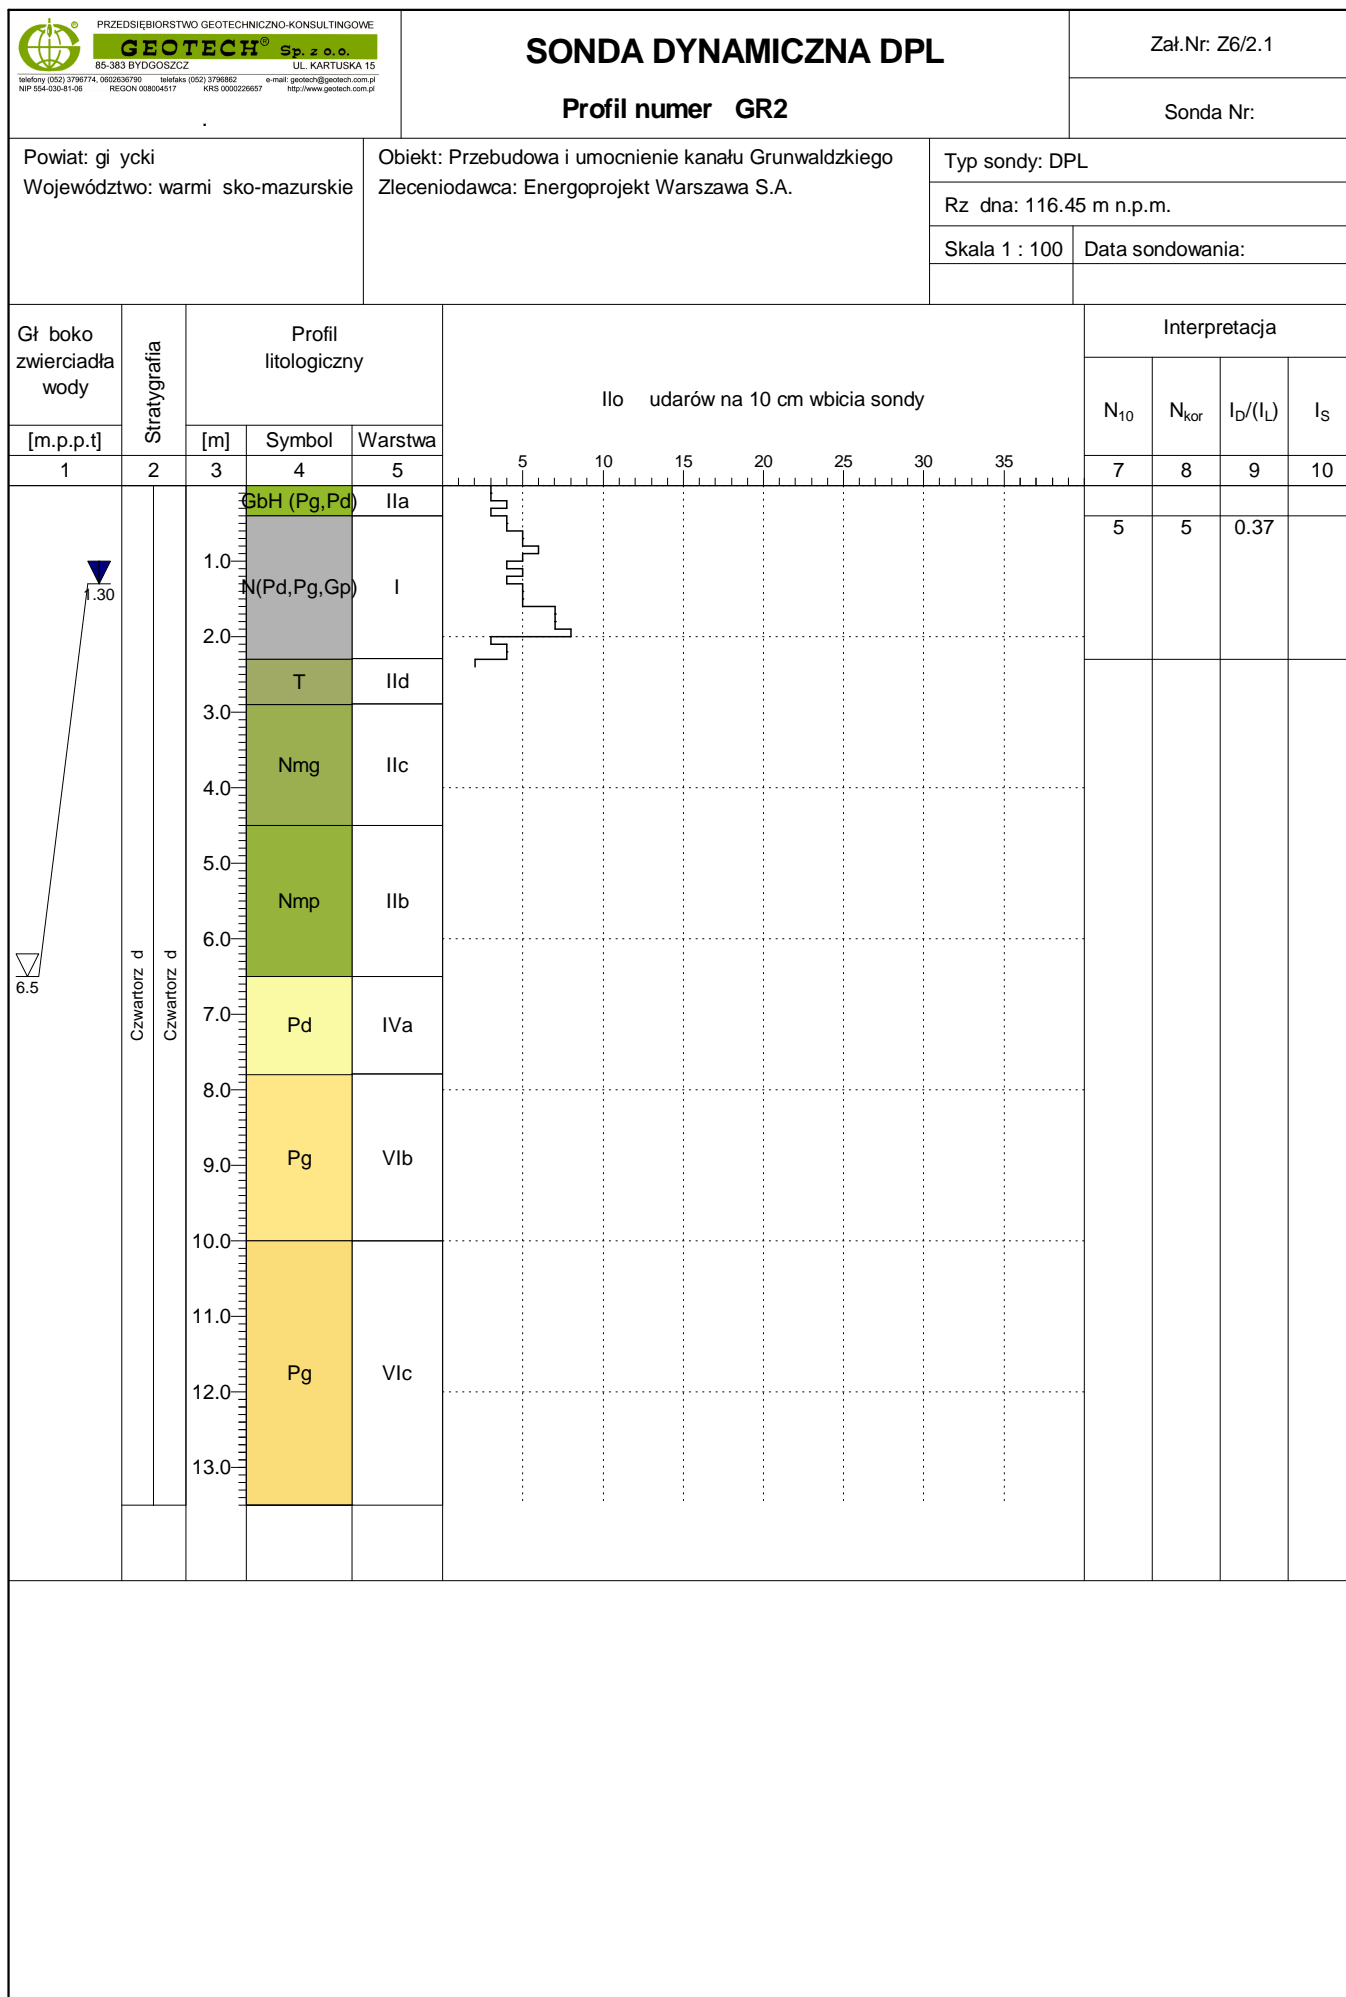 PRZEDSIĘBIORSTWO GEOTECHNICZNO-KONSULTINGOWE
GEOTECH® Sp. z o.o.
85-383 BYDGOSZCZ UL. KARTUSKA 15
telefony (052) 3796774, 0602636790 telefaks (052) 3796862 e-mail: geotech@geotech.com.pl
NIP 554-030-81-06 REGON 008004517 KRS 0000226657 http://www.geotech.com.pl
.
SONDA DYNAMICZNA DPL
Profil numer GR2
Zał.Nr: Z6/2.1
Sonda Nr:
Powiat: gi ycki
Województwo: warmi sko-mazurskie
Obiekt: Przebudowa i umocnienie kanału Grunwaldzkiego
Zleceniodawca: Energoprojekt Warszawa S.A.
Typ sondy: DPL
Rz dna: 116.45 m n.p.m.
Skala 1 : 100
Data sondowania:
Gł boko
zwierciadła
wody
[m.p.p.t]
Stratygrafia
Profil
litologiczny
[m] Symbol Warstwa
Ilo udarów na 10 cm wbicia sondy
Interpretacja
N10 Nkor ID/(IL) IS
1 2 3 4 5
5 10 15 20 25 30 35
7 8 9 10
GbH (Pg,Pd) IIa
5 5 0.37
1.0
1.30
N(Pd,Pg,Gp) I
2.0
T IId
3.0
Nmg IIc
4.0
5.0
Nmp IIb
6.0
6.5
Czwartorz d
Czwartorz d
7.0
Pd IVa
8.0
Pg VIb
9.0
10.0
11.0
Pg VIc
12.0
13.0